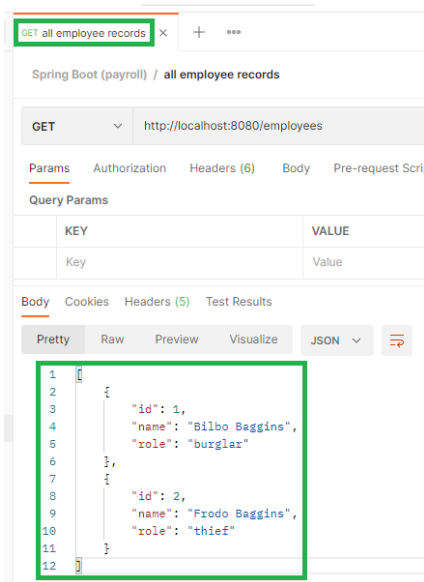 GET all employee records
Spring Boot (payroll) / all employee records
GET http://localhost:8080/employees
Params Authorization Headers (6) Body Pre-request Scri
Query Params
KEY VALUE
Key Value
Body Cookies Headers (5) Test Results
Pretty Raw Preview Visualize JSON
1 [
2 {
3 "id": 1,
4 "name": "Bilbo Baggins",
5 "role": "burglar"
6 },
7 {
8 "id": 2,
9 "name": "Frodo Baggins",
10 "role": "thief"
11 }
12 ]